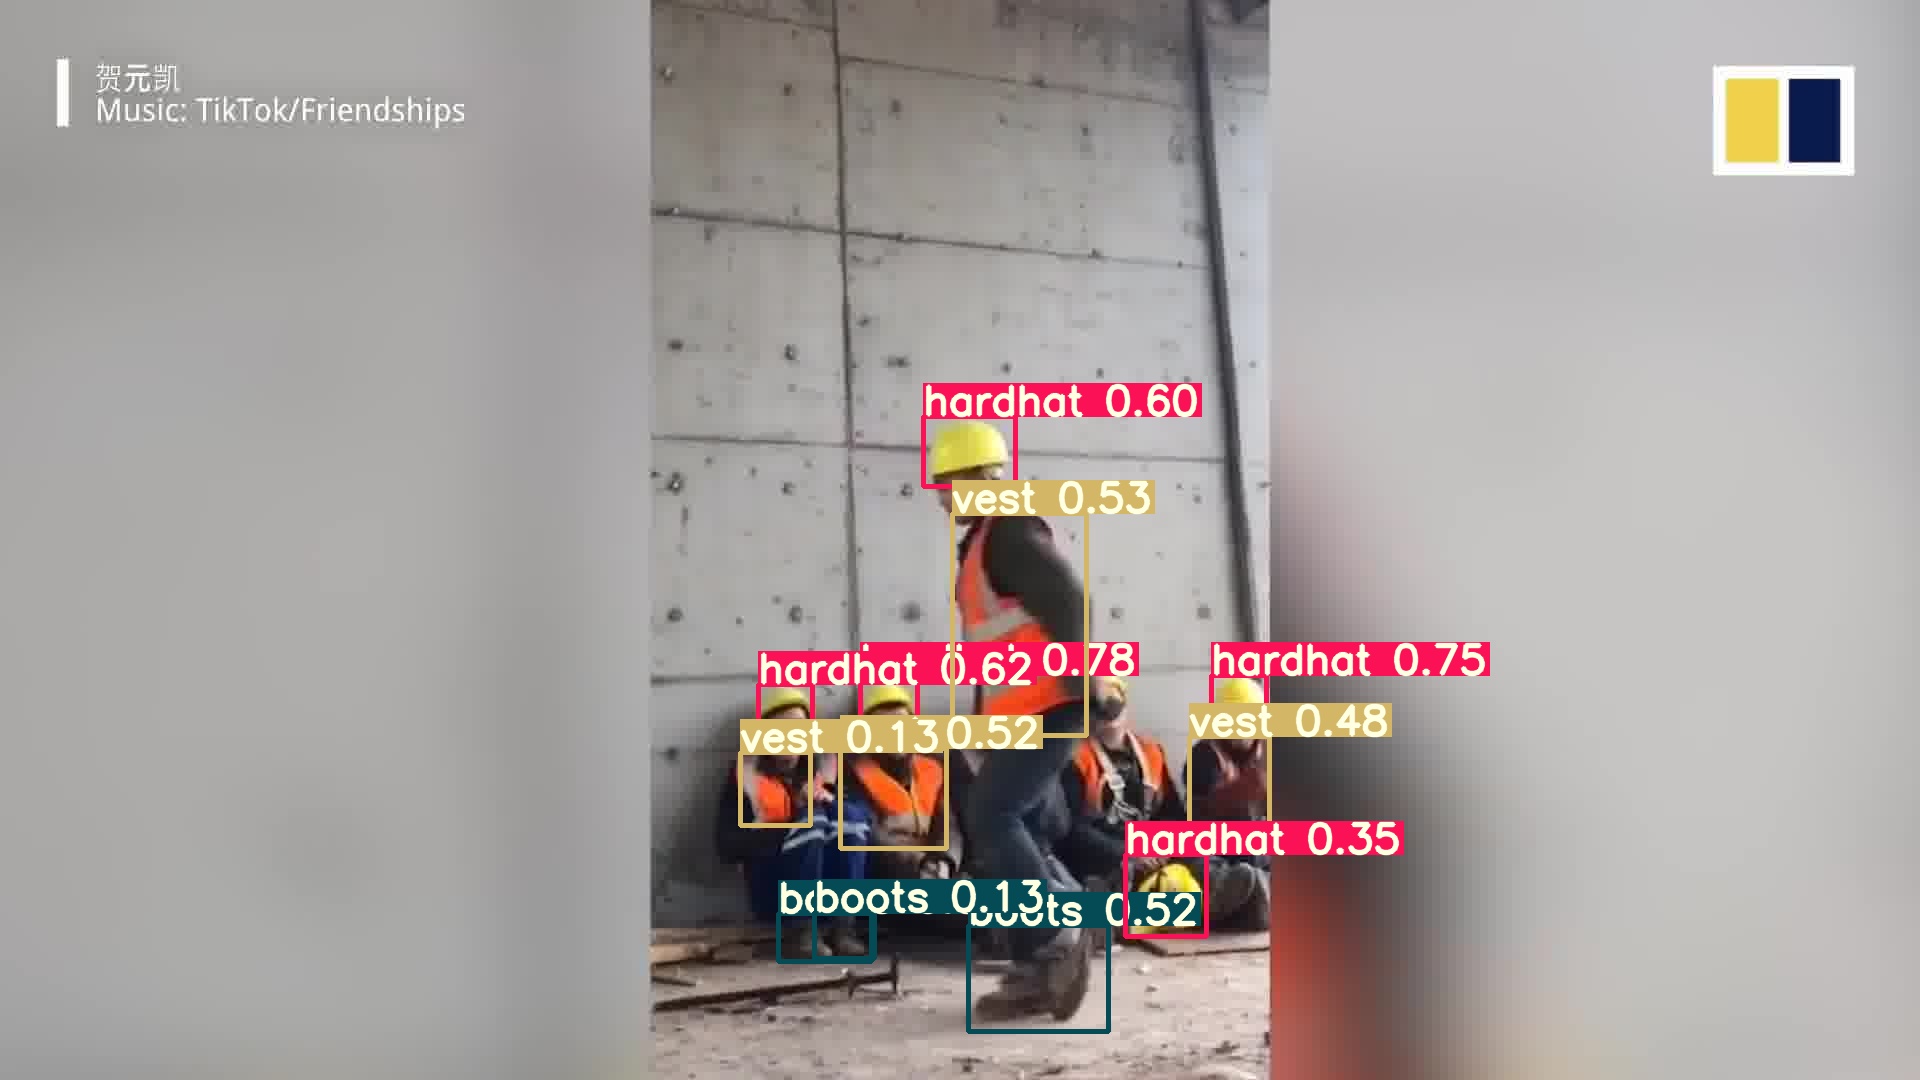 贺元凯
Music: TikTok/Friendships
hardhat 0.60
vest 0.53
hardhat 0.62
0.78
hardhat 0.75
vest 0.13
0.52
vest 0.48
hardhat 0.35
boots 0.13
boots 0.52